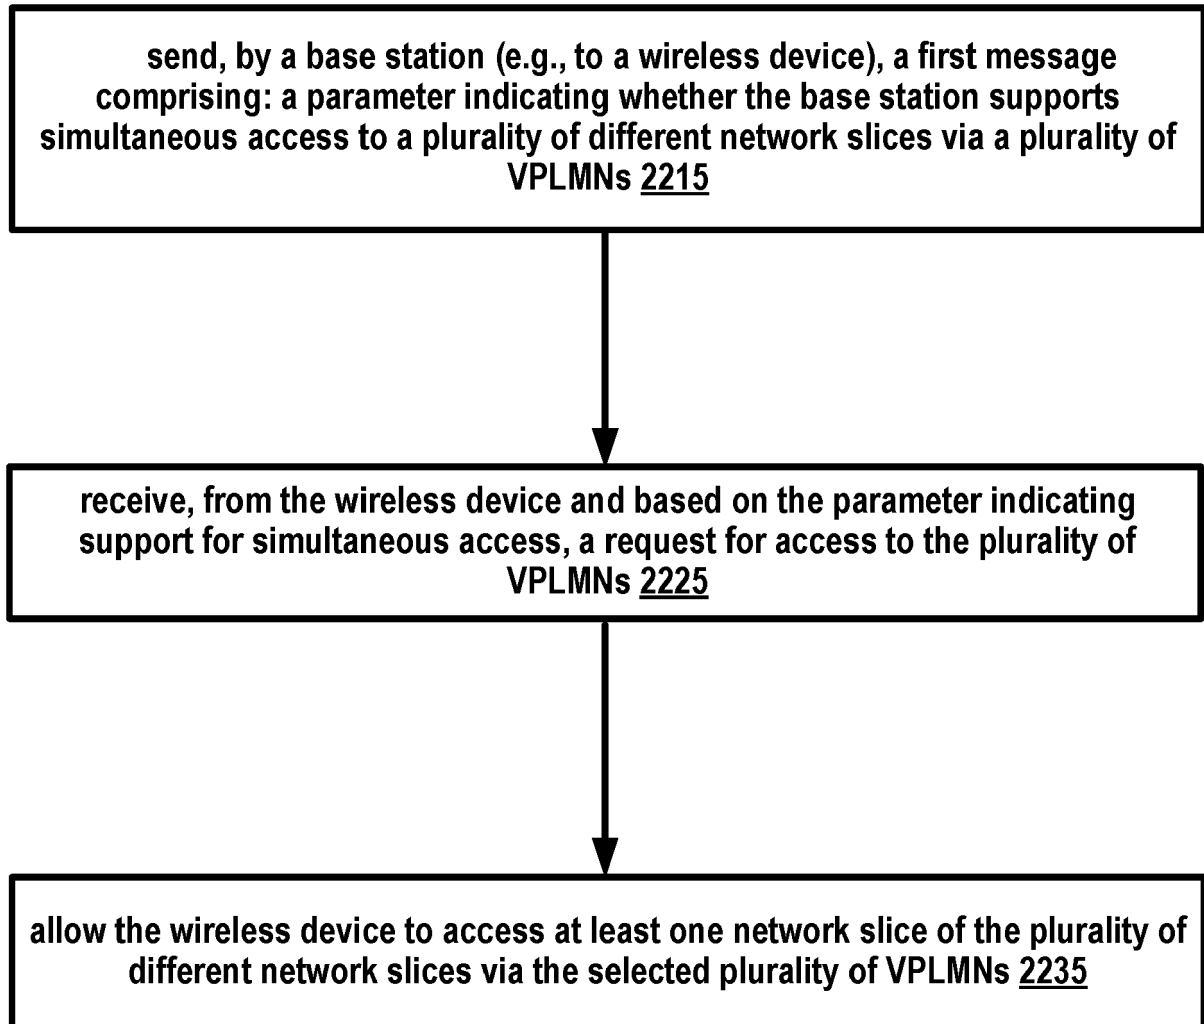 send, by a base station (e.g., to a wireless device), a first message
comprising: a parameter indicating whether the base station supports
simultaneous access to a plurality of different network slices via a plurality of
VPLMNs 2215
receive, from the wireless device and based on the parameter indicating
support for simultaneous access, a request for access to the plurality of
VPLMNs 2225
allow the wireless device to access at least one network slice of the plurality of
different network slices via the selected plurality of VPLMNs 2235